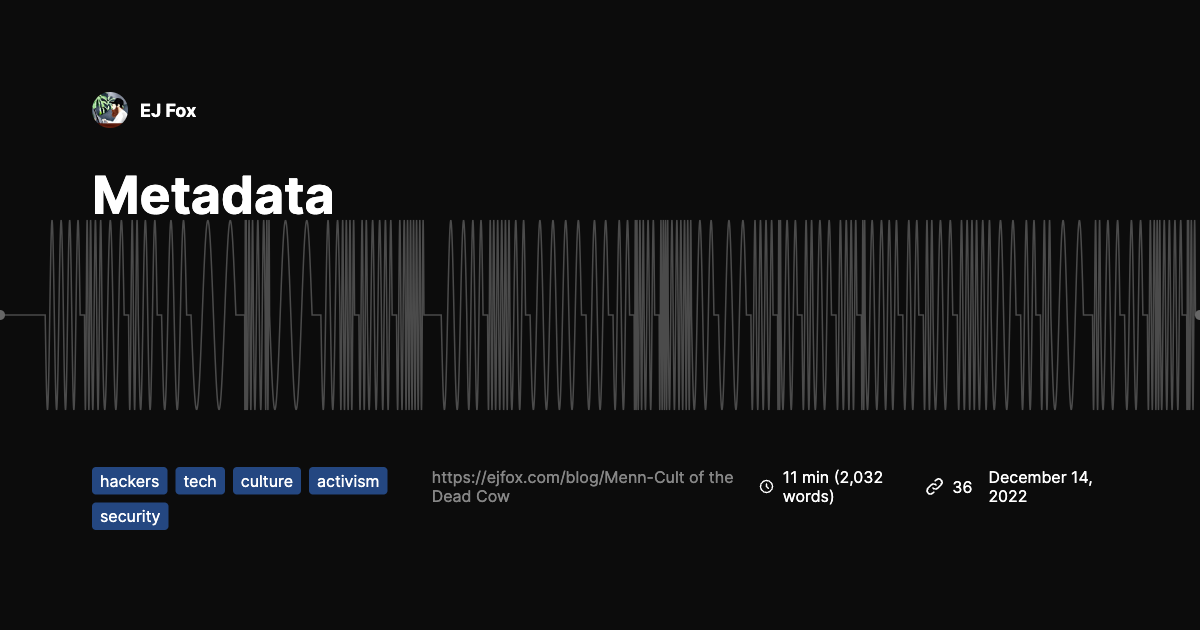 EJ Fox
Metadata
hackers tech culture activism
security
https://ejfox.com/blog/Menn-Cult of the
Dead Cow
11 min (2,032
words)
36
December 14,
2022